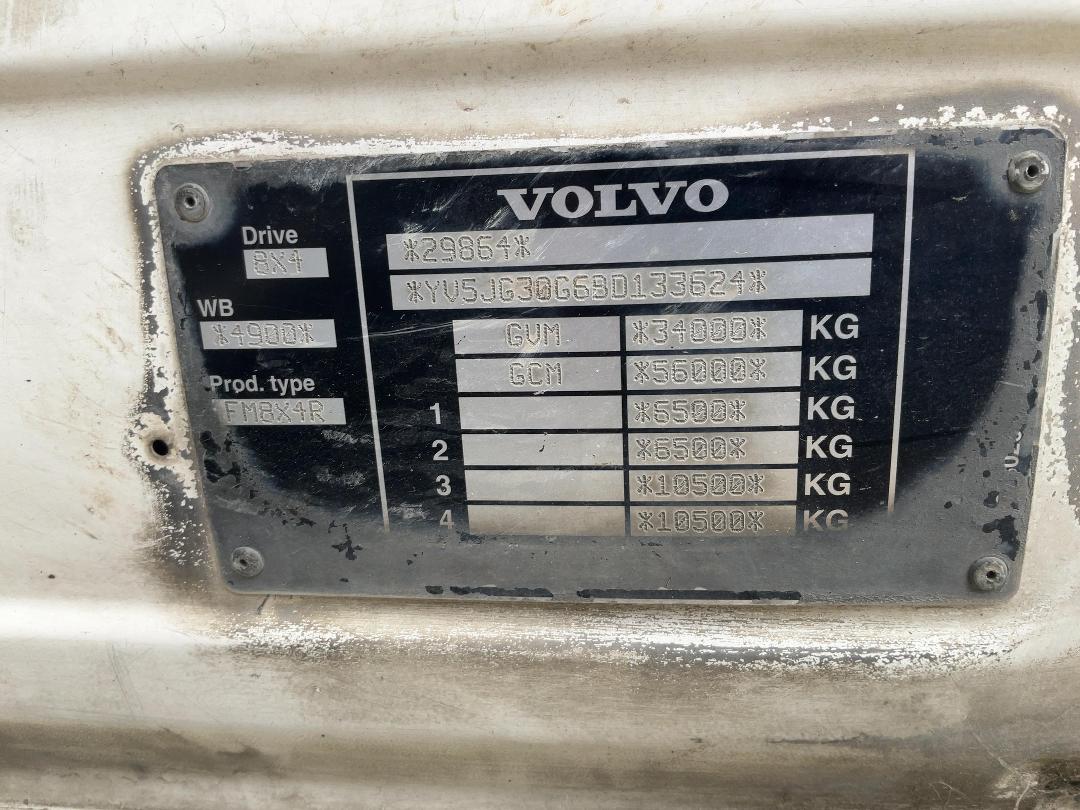 VOLVO
Drive
8X4
WB
*4900*
Prod. type
FM8X4R
*29864*
*YV5JG30G6BD133624*
GVM *34000* KG
GCM *56000* KG
1 *6500* KG
2 *6500* KG
3 *10500* KG
4 *10500* KG